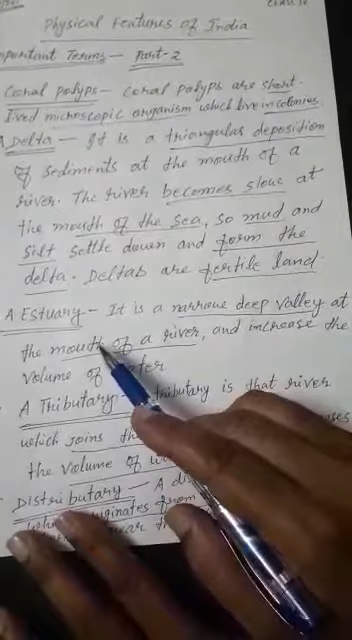 CLASS IX
Physical Features of India
mportant Terms - Part-2
Coral polyps - Coral polyps are short
lived microscopic organism which live in colonies.
A Delta - It is a triangular deposition
of sediments at the mouth of a
river. The river becomes slow at
the mouth of the sea, so mud and
silt settle down and form the
delta. Deltas are fertile land.
A Estuary - It is a narrow deep valley at
the mouth of a river, and increase the
volume of water
A Tributary - tributary is that river
which joins
the volume of
Distributary - A
from